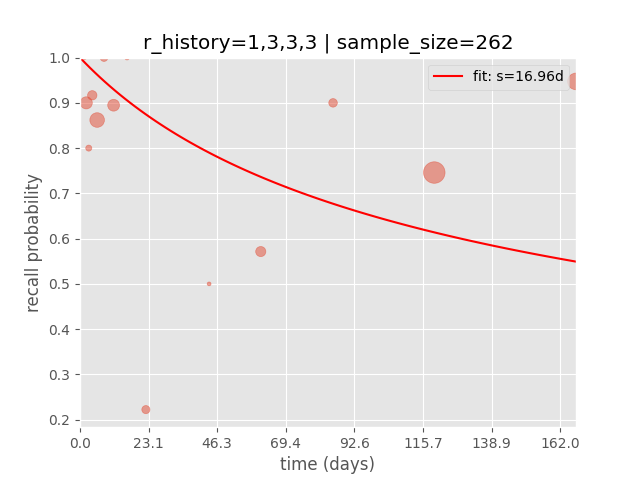 r_history=1,3,3,3 | sample_size=262
fit: s=16.96d
1.0
0.9
0.8
0.7
0.6
0.5
0.4
0.3
0.2
recall probability
0.0 23.1 46.3 69.4 92.6 115.7 138.9 162.0
time (days)